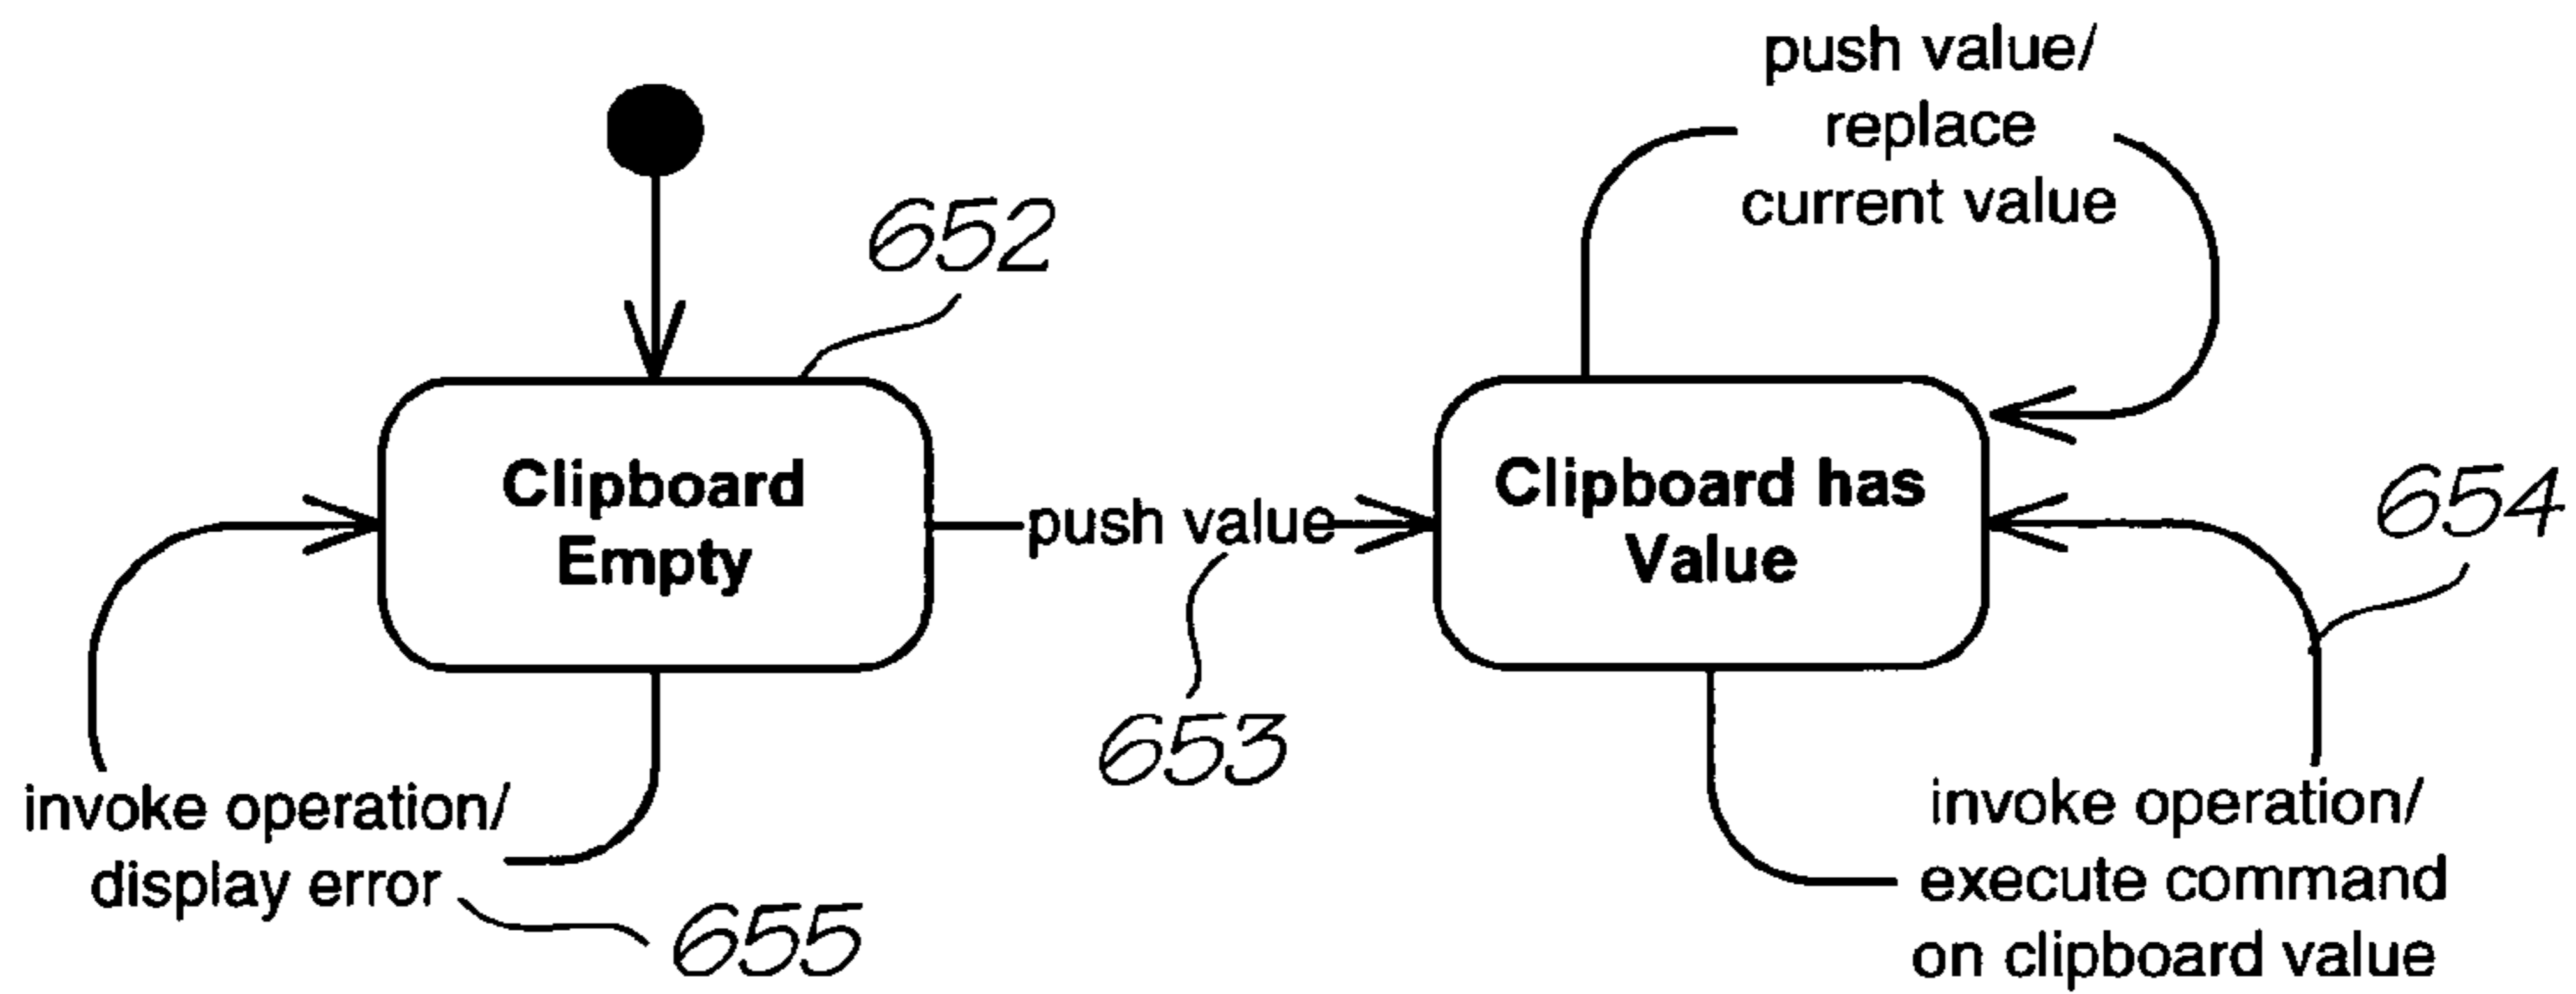 push value/
replace
current value
652
Clipboard
Empty
push value
653
Clipboard has
Value
654
invoke operation/
display error
655
invoke operation/
execute command
on clipboard value